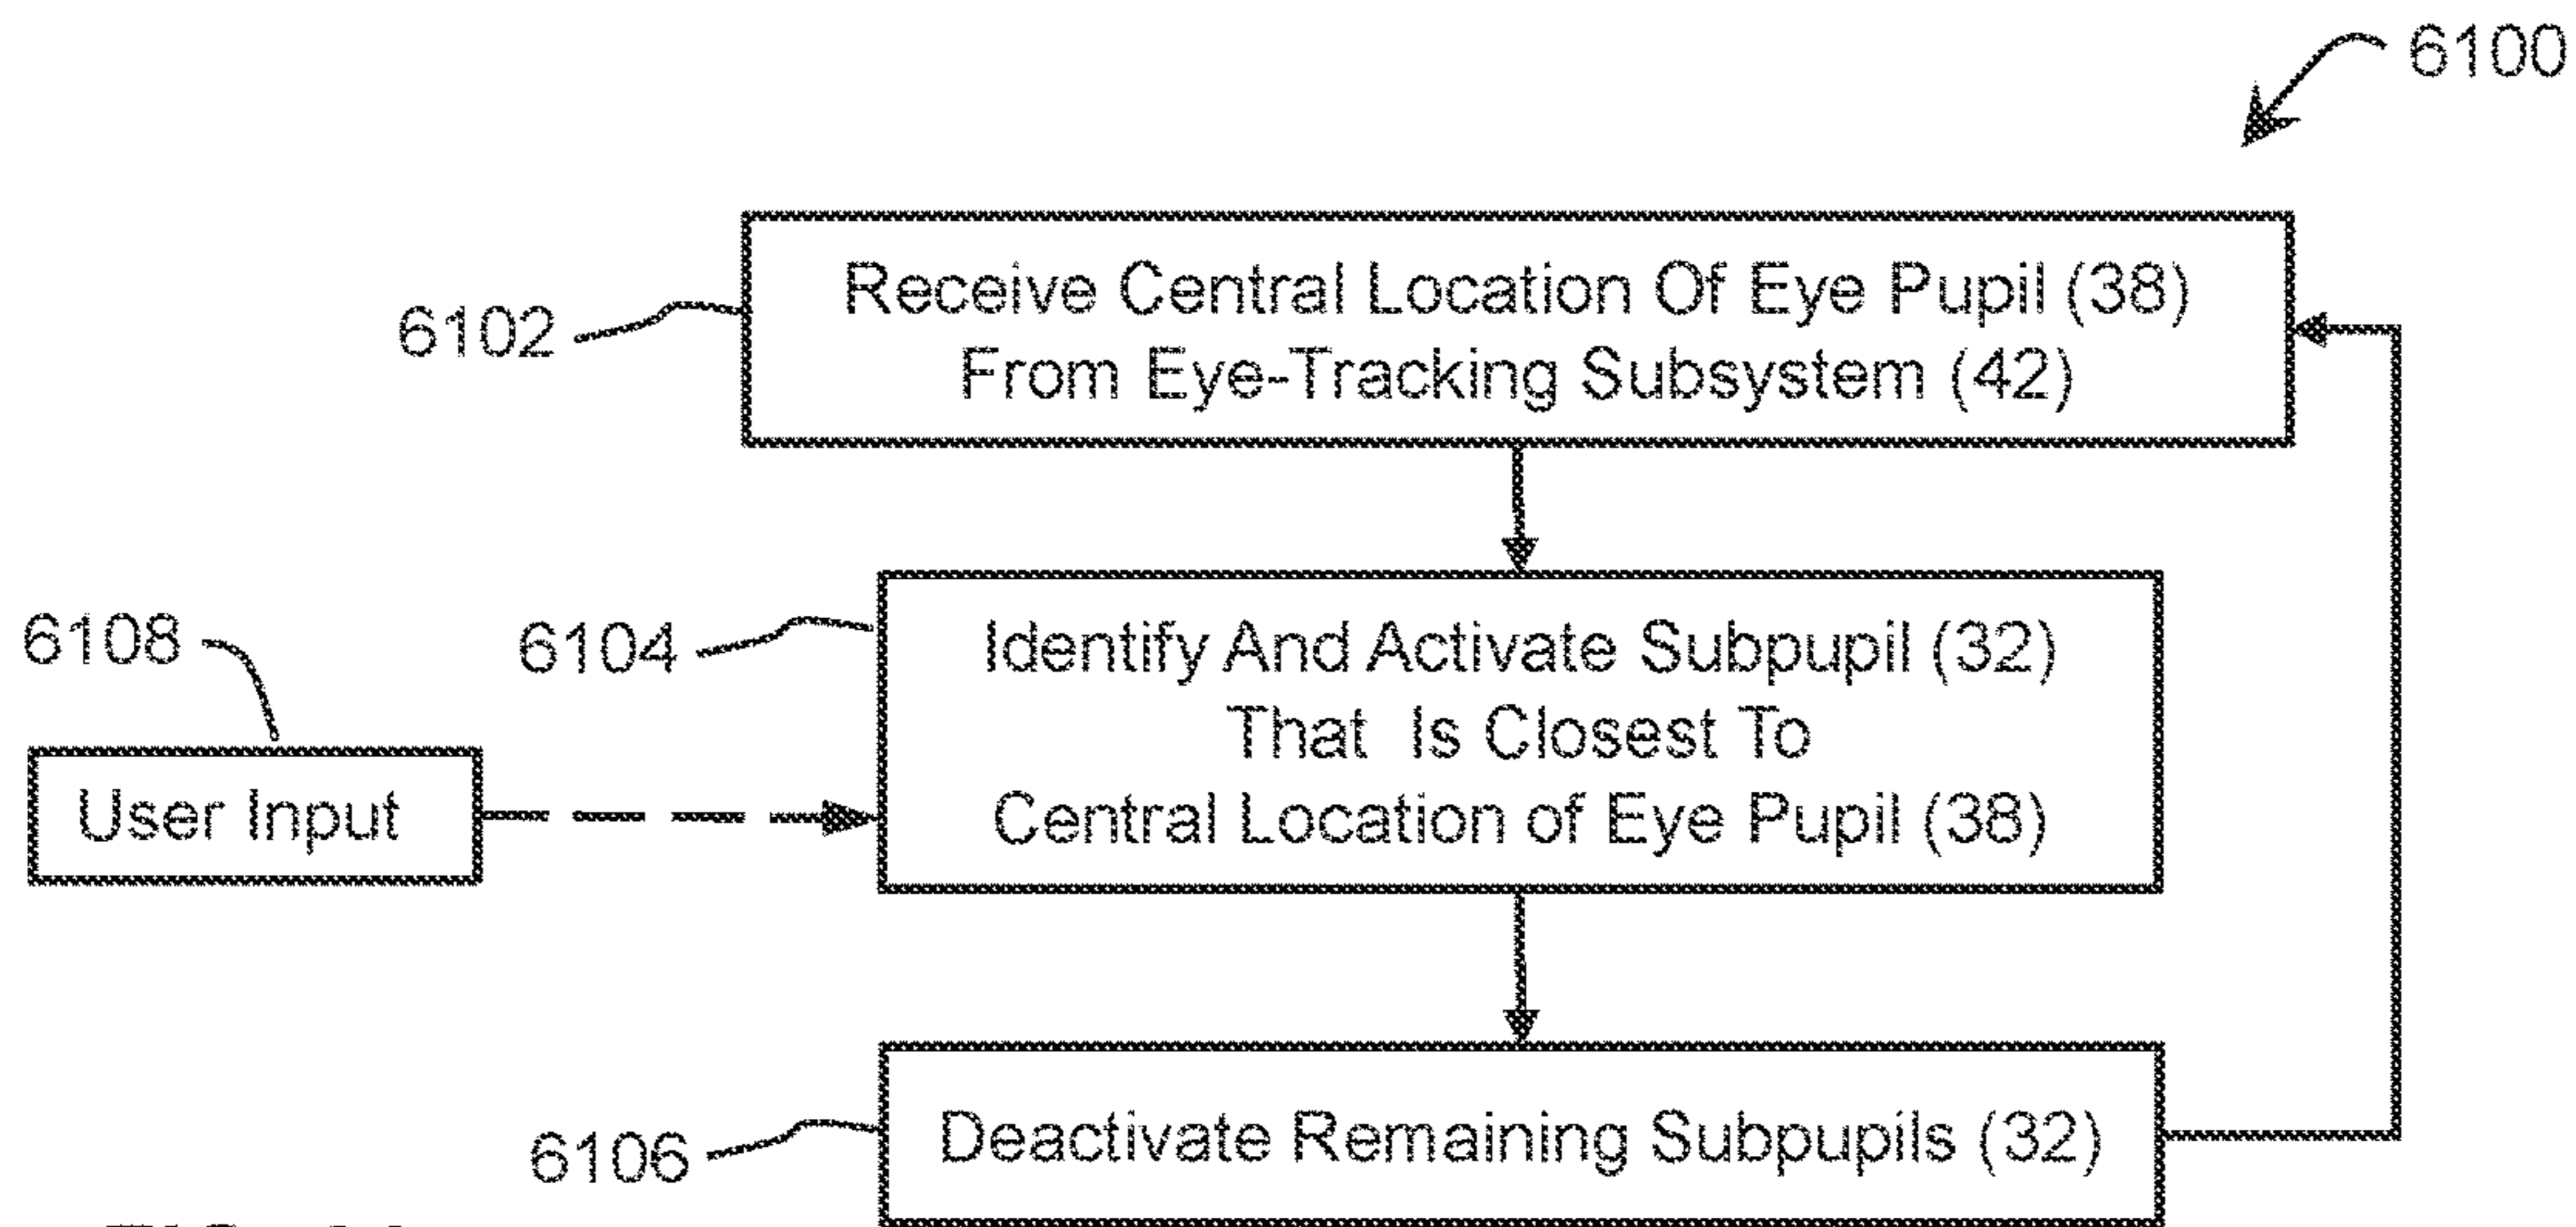 6100
6102
Receive Central Location Of Eye Pupil (38)
From Eye-Tracking Subsystem (42)
6104
Identify And Activate Subpupil (32)
That Is Closest To
Central Location of Eye Pupil (38)
6108
User Input
6106
Deactivate Remaining Subpupils (32)